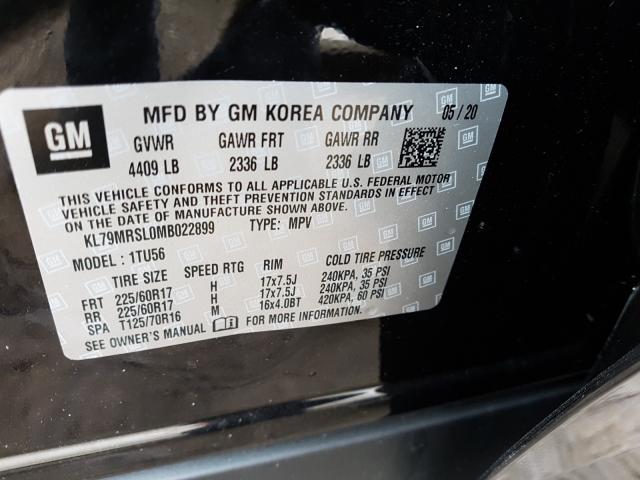 GM
MFD BY GM KOREA COMPANY 05/20
GVWR GAWR FRT GAWR RR
4409 LB 2336 LB 2336 LB
THIS VEHICLE CONFORMS TO ALL APPLICABLE U.S. FEDERAL MOTOR
VEHICLE SAFETY AND THEFT PREVENTION STANDARDS IN EFFECT
ON THE DATE OF MANUFACTURE SHOWN ABOVE.
KL79MRSL0MB022899 TYPE: MPV
MODEL : 1TU56
TIRE SIZE SPEED RTG RIM COLD TIRE PRESSURE
FRT 225/60R17 H 17x7.5J 240KPA, 35 PSI
RR 225/60R17 H 17x7.5J 240KPA, 35 PSI
SPA T125/70R16 M 16x4.0BT 420KPA, 60 PSI
SEE OWNER'S MANUAL FOR MORE INFORMATION.